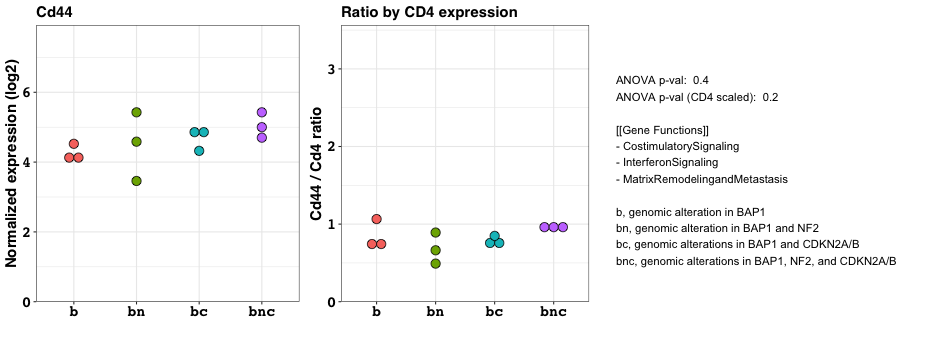 Cd44
Normalized expression (log2)
6
4
2
0
b bn bc bnc
Ratio by CD4 expression
Cd44 / Cd4 ratio
3
2
1
0
b bn bc bnc
ANOVA p-val:  0.4
ANOVA p-val (CD4 scaled):  0.2
[[Gene Functions]]
- CostimulatorySignaling
- InterferonSignaling
- MatrixRemodelingandMetastasis
b, genomic alteration in BAP1
bn, genomic alteration in BAP1 and NF2
bc, genomic alterations in BAP1 and CDKN2A/B
bnc, genomic alterations in BAP1, NF2, and CDKN2A/B